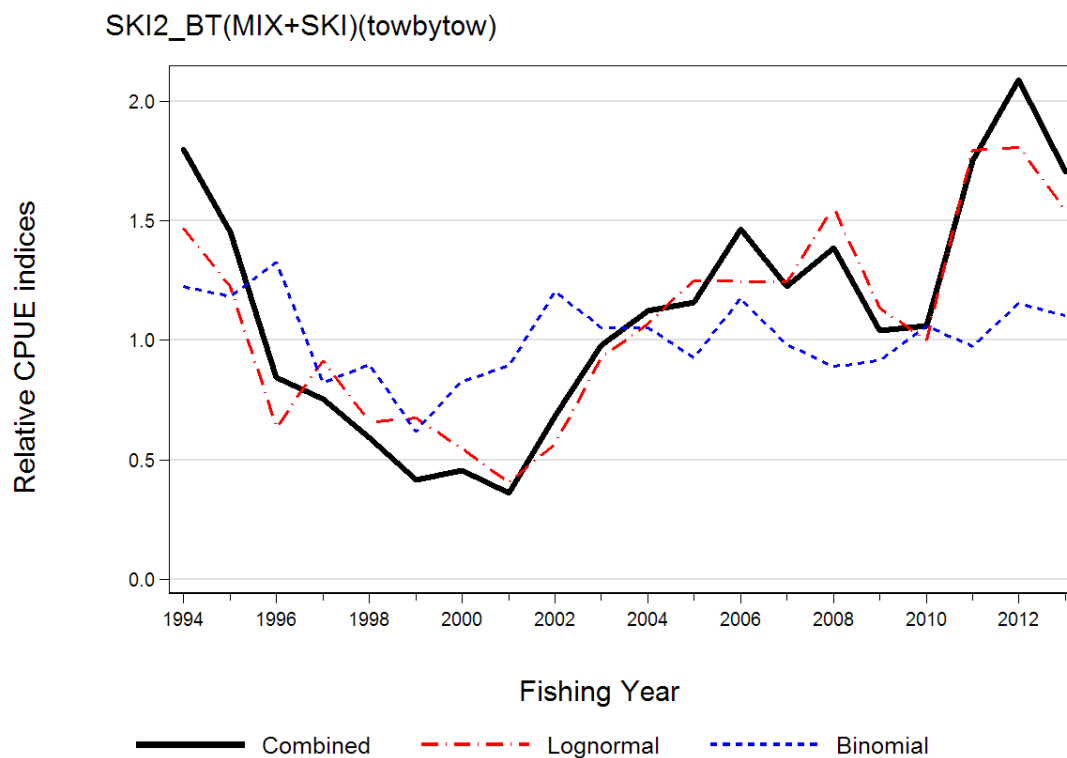 SKI2_BT(MIX+SKI)(towbytow)
Relative CPUE indices
2.0
1.5
1.0
0.5
0.0
1994 1996 1998 2000 2002 2004 2006 2008 2010 2012
Fishing Year
Combined Lognormal Binomial